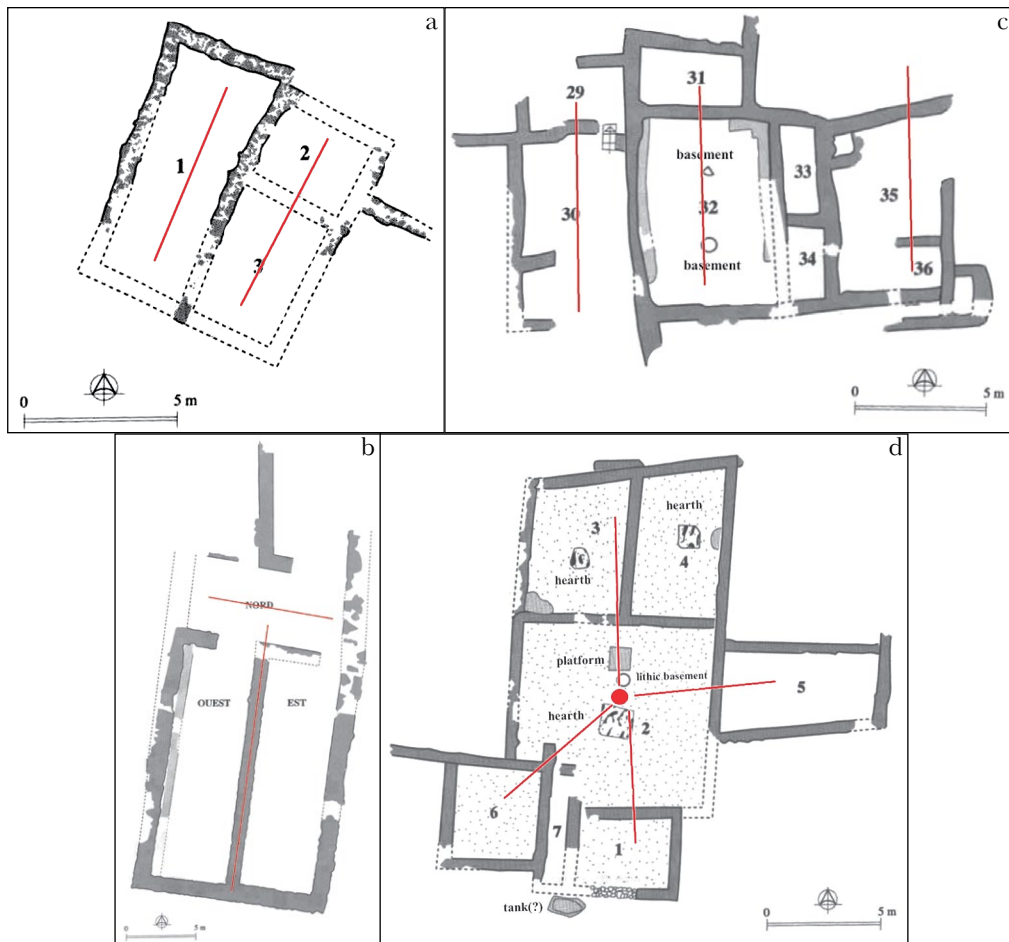 a
1
2
3
0 5 m
c
29
31
basement
33
30
32
35
basement
34
36
0 5 m
b
NORD
OUEST EST
0 5 m
d
hearth
3
4
hearth
platform
lithic basement
5
hearth
2
6
7
1
tank(?)
0 5 m